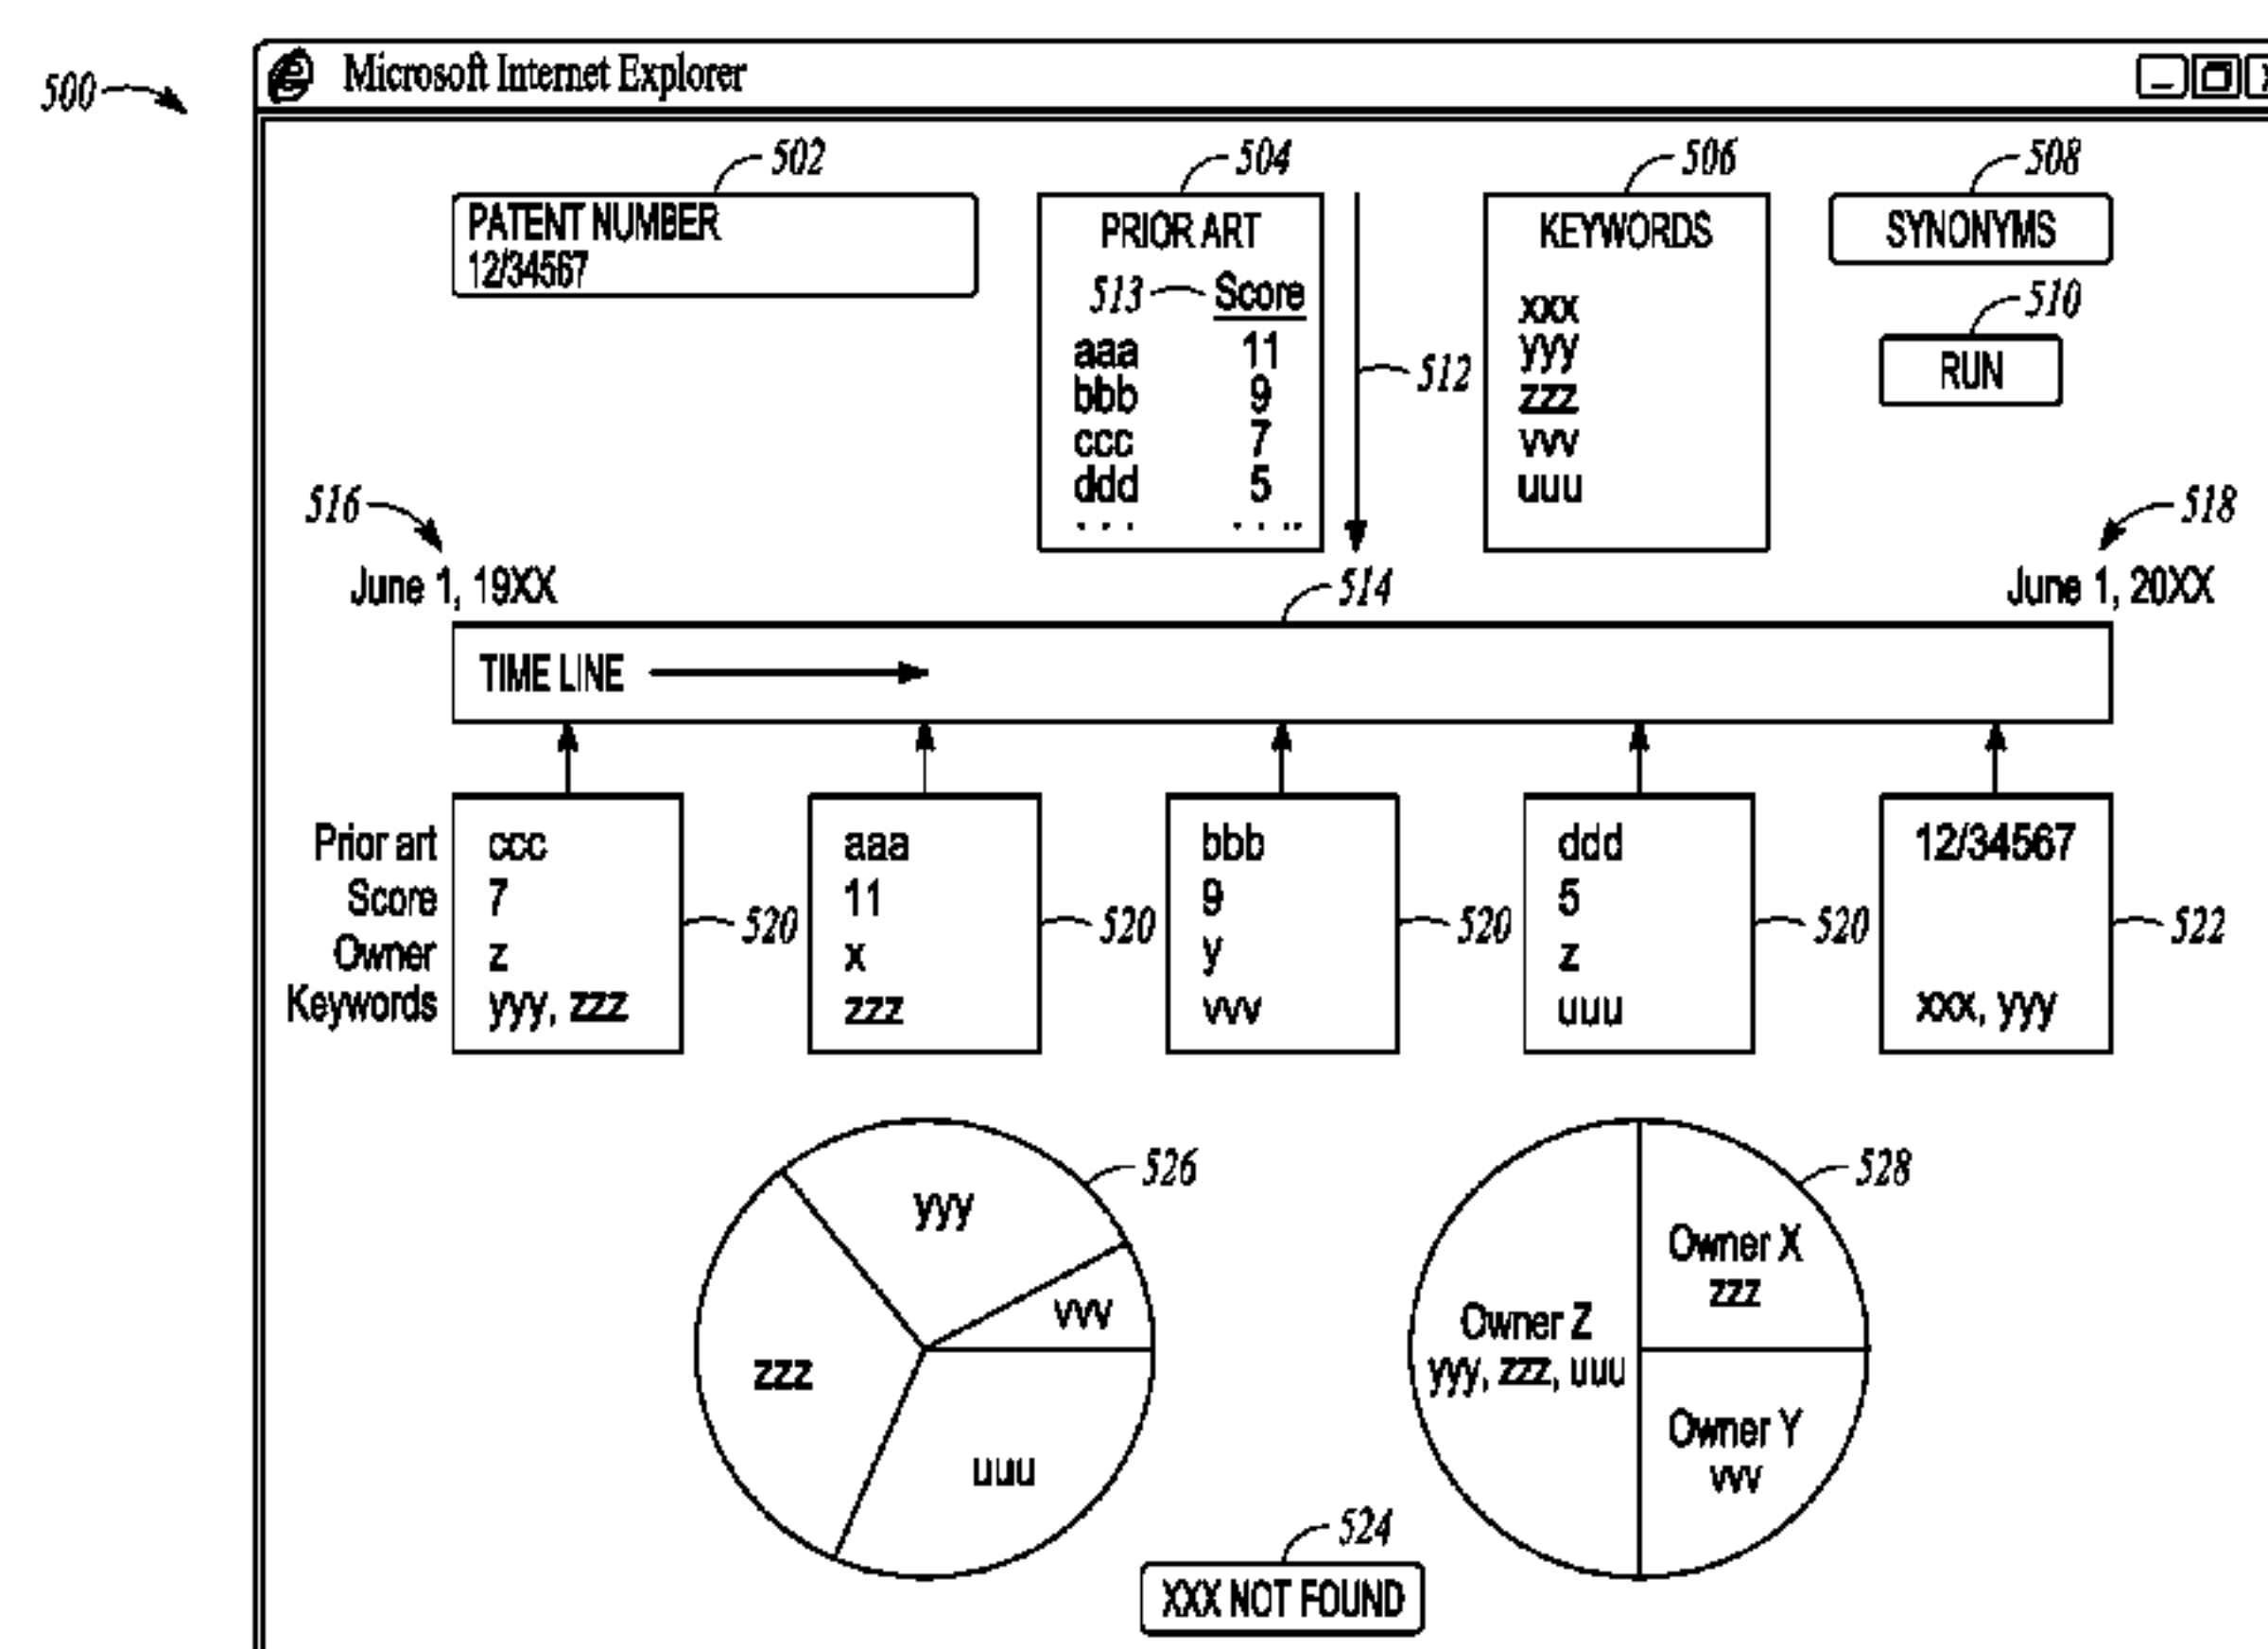 500
Microsoft Internet Explorer
502
504
506
508
PATENT NUMBER
12/34567
PRIOR ART
513
Score
aaa 11
bbb 9
ccc 7
ddd 5
. . . . . ..
512
KEYWORDS
xxx
yyy
zzz
vvv
uuu
SYNONYMS
510
RUN
516
518
June 1, 19XX
514
June 1, 20XX
TIME LINE
Prior art ccc aaa bbb ddd 12/34567
Score 7 11 9 5
520 520 520 520 522
Owner z x y z
Keywords yyy, zzz zzz vvv uuu xxx, yyy
526
yyy
vvv
zzz
uuu
528
Owner X
zzz
Owner Z
yyy, zzz, uuu
Owner Y
vvv
524
XXX NOT FOUND